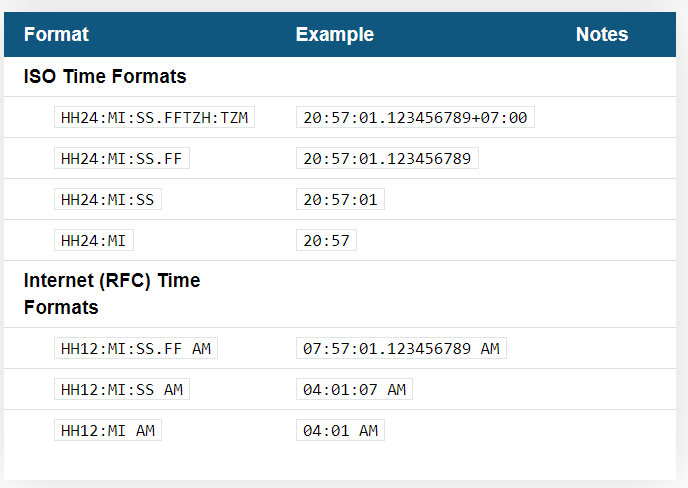 Format Example Notes
ISO Time Formats
HH24:MI:SS.FFTZH:TZM 20:57:01.123456789+07:00
HH24:MI:SS.FF 20:57:01.123456789
HH24:MI:SS 20:57:01
HH24:MI 20:57
Internet (RFC) Time
Formats
HH12:MI:SS.FF AM 07:57:01.123456789 AM
HH12:MI:SS AM 04:01:07 AM
HH12:MI AM 04:01 AM